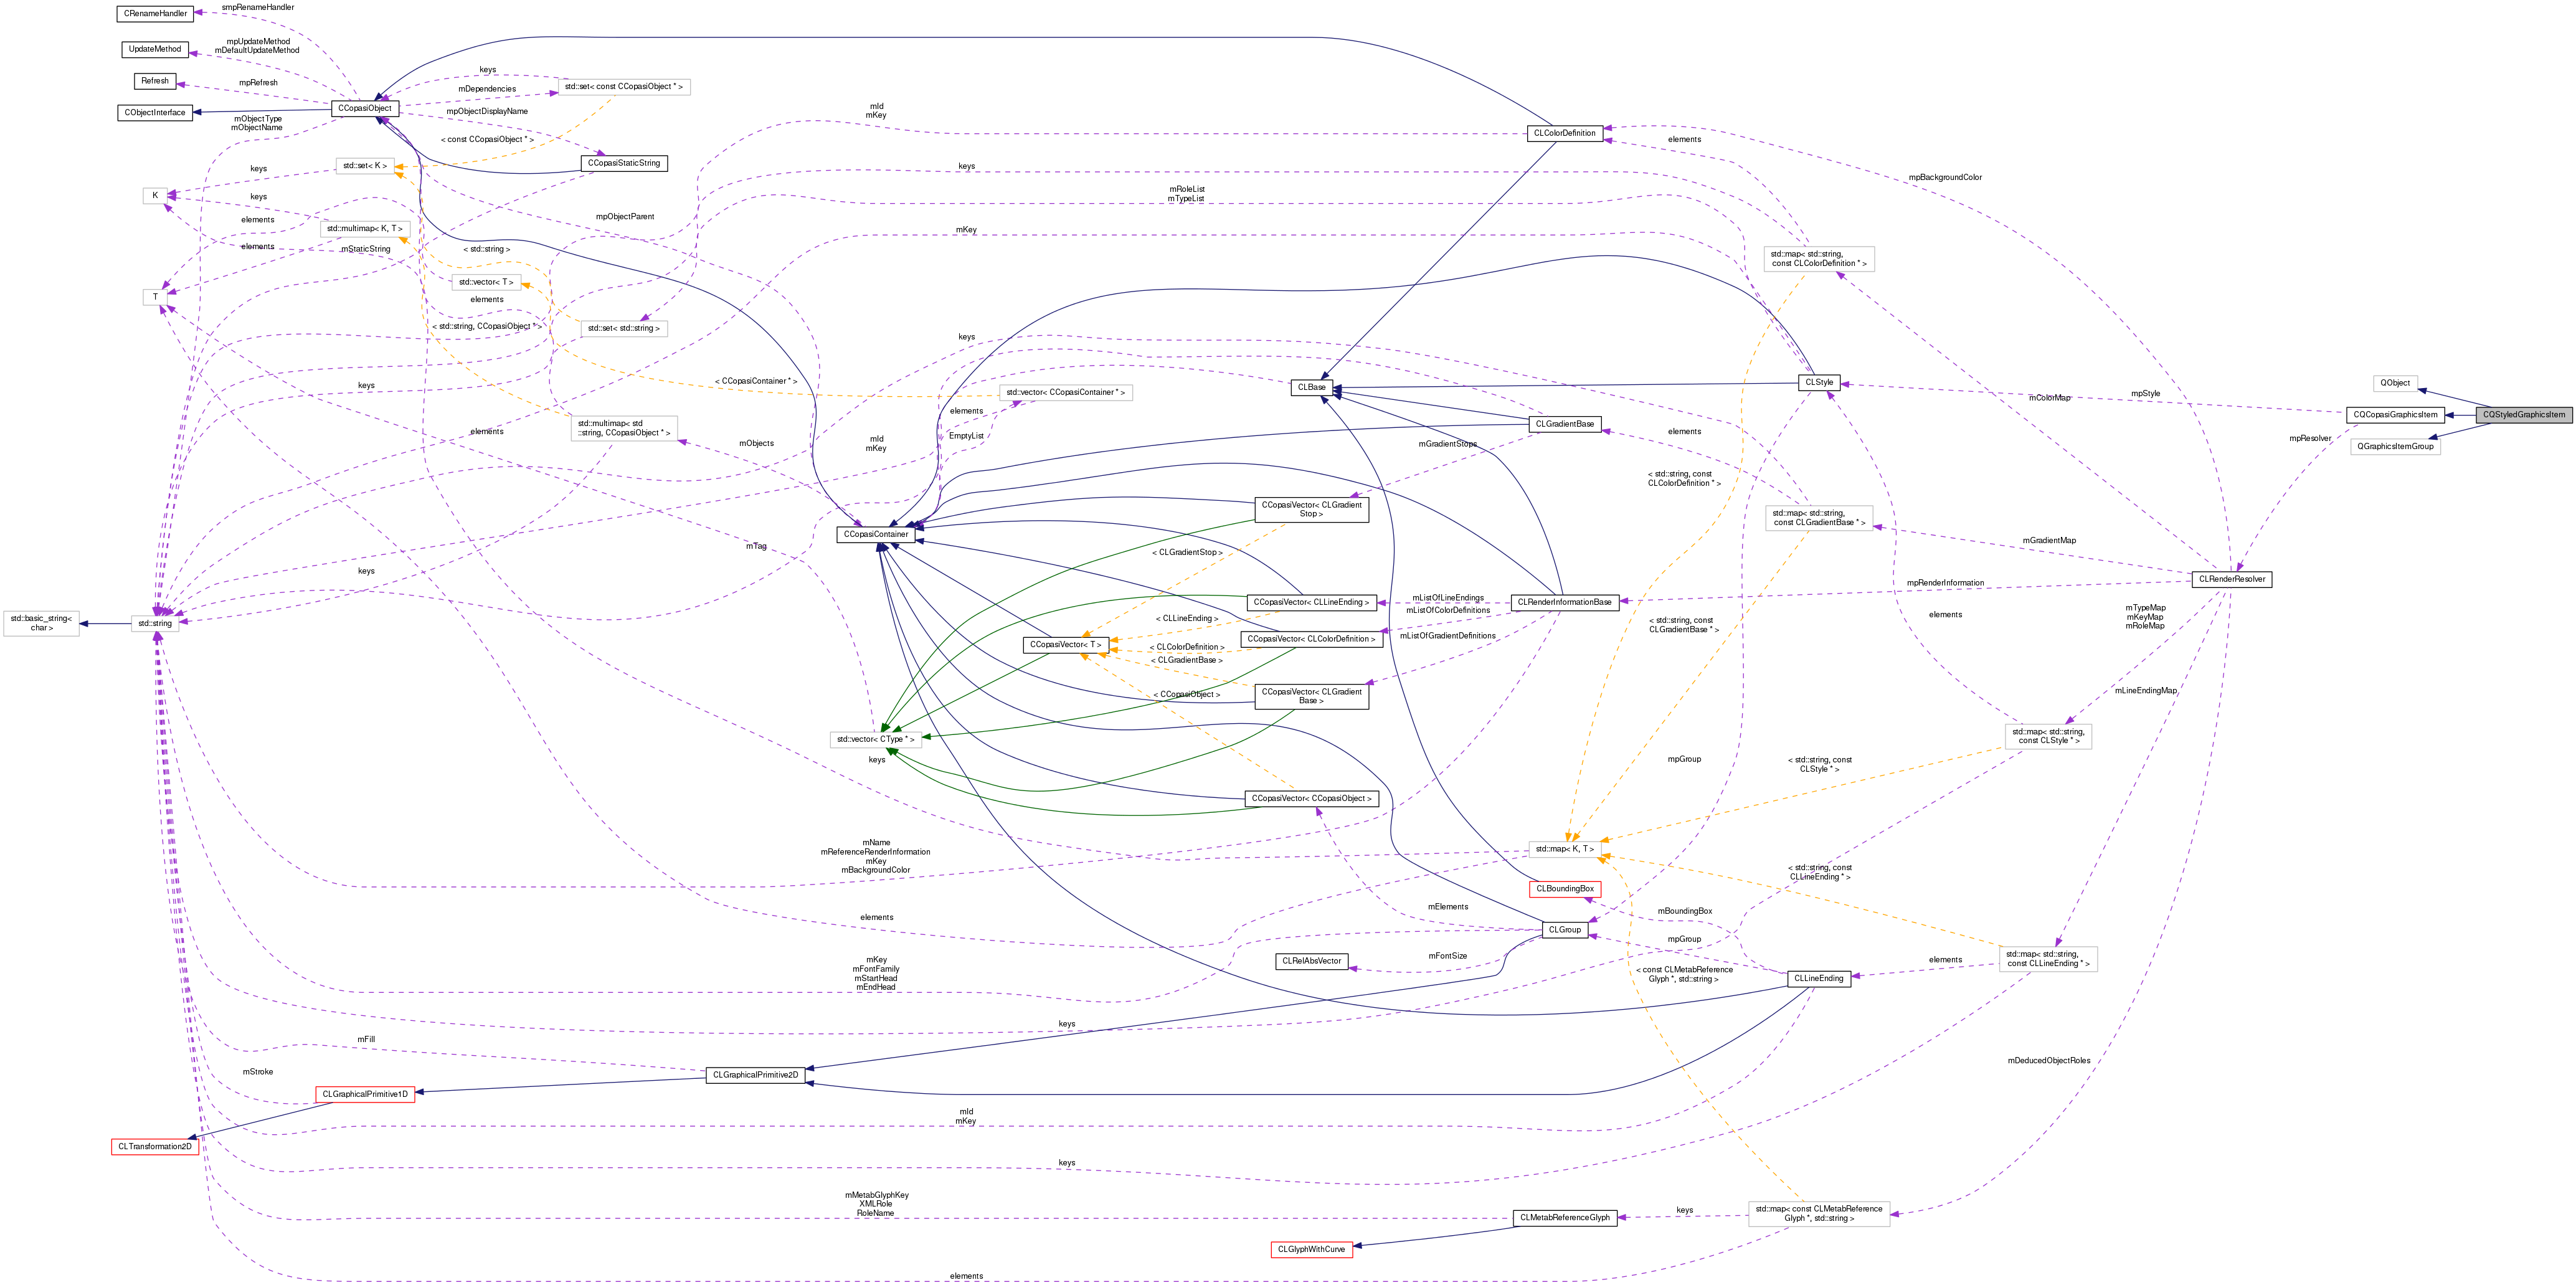 CRenameHandler
smpRenameHandler
UpdateMethod
mpUpdateMethod
mDefaultUpdateMethod
Refresh
mpRefresh
CObjectInterface
CCopasiObject
keys
std::set< const CCopasiObject * >
mDependencies
mpObjectDisplayName
mObjectType
mObjectName
< const CCopasiObject * >
CCopasiStaticString
std::set< K >
keys
K
keys
elements
std::multimap< K, T >
elements
mStaticString
< std::string >
mpObjectParent
std::vector< T >
T
elements
< std::string, CCopasiObject * >
std::set< std::string >
keys
< CCopasiContainer * >
std::vector< CCopasiContainer * >
std::multimap< std
::string, CCopasiObject * >
elements
mObjects
elements
EmptyList
mId
mKey
keys
mId
mKey
keys
mRoleList
mTypeList
mKey
CLColorDefinition
elements
mpBackgroundColor
std::map< std::string,
const CLColorDefinition * >
mColorMap
CLBase
CLStyle
mpStyle
QObject
CQCopasiGraphicsItem
CQStyledGraphicsItem
QGraphicsItemGroup
mpResolver
CLGradientBase
elements
mGradientStops
< std::string, const
CLColorDefinition * >
CCopasiVector< CLGradient
Stop >
std::map< std::string,
const CLGradientBase * >
mGradientMap
CCopasiContainer
mTag
keys
< CLGradientStop >
CLRenderResolver
mpRenderInformation
CCopasiVector< CLLineEnding >
mListOfLineEndings
CLRenderInformationBase
mListOfColorDefinitions
mTypeMap
mKeyMap
mRoleMap
std::basic_string<
char >
std::string
< CLLineEnding >
CCopasiVector< CLColorDefinition >
mListOfGradientDefinitions
< std::string, const
CLGradientBase * >
elements
CCopasiVector< T >
< CLColorDefinition >
< CLGradientBase >
CCopasiVector< CLGradient
Base >
< CCopasiObject >
mLineEndingMap
std::vector< CType * >
std::map< std::string,
const CLStyle * >
keys
mpGroup
< std::string, const
CLStyle * >
CCopasiVector< CCopasiObject >
mName
mReferenceRenderInformation
mKey
mBackgroundColor
std::map< K, T >
< std::string, const
CLLineEnding * >
CLBoundingBox
elements
mElements
mBoundingBox
CLGroup
mpGroup
mFontSize
CLRelAbsVector
elements
std::map< std::string,
const CLLineEnding * >
mKey
mFontFamily
mStartHead
mEndHead
< const CLMetabReference
Glyph *, std::string >
CLLineEnding
keys
mFill
mStroke
CLGraphicalPrimitive2D
mDeducedObjectRoles
CLGraphicalPrimitive1D
mId
mKey
CLTransformation2D
keys
mMetabGlyphKey
XMLRole
RoleName
CLMetabReferenceGlyph
keys
std::map< const CLMetabReference
Glyph *, std::string >
CLGlyphWithCurve
elements